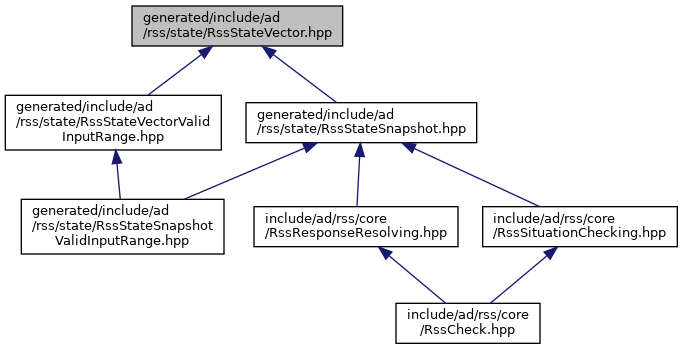 generated/include/ad
/rss/state/RssStateVector.hpp
generated/include/ad
/rss/state/RssStateVectorValid
InputRange.hpp
generated/include/ad
/rss/state/RssStateSnapshot.hpp
generated/include/ad
/rss/state/RssStateSnapshot
ValidInputRange.hpp
include/ad/rss/core
/RssResponseResolving.hpp
include/ad/rss/core
/RssSituationChecking.hpp
include/ad/rss/core
/RssCheck.hpp